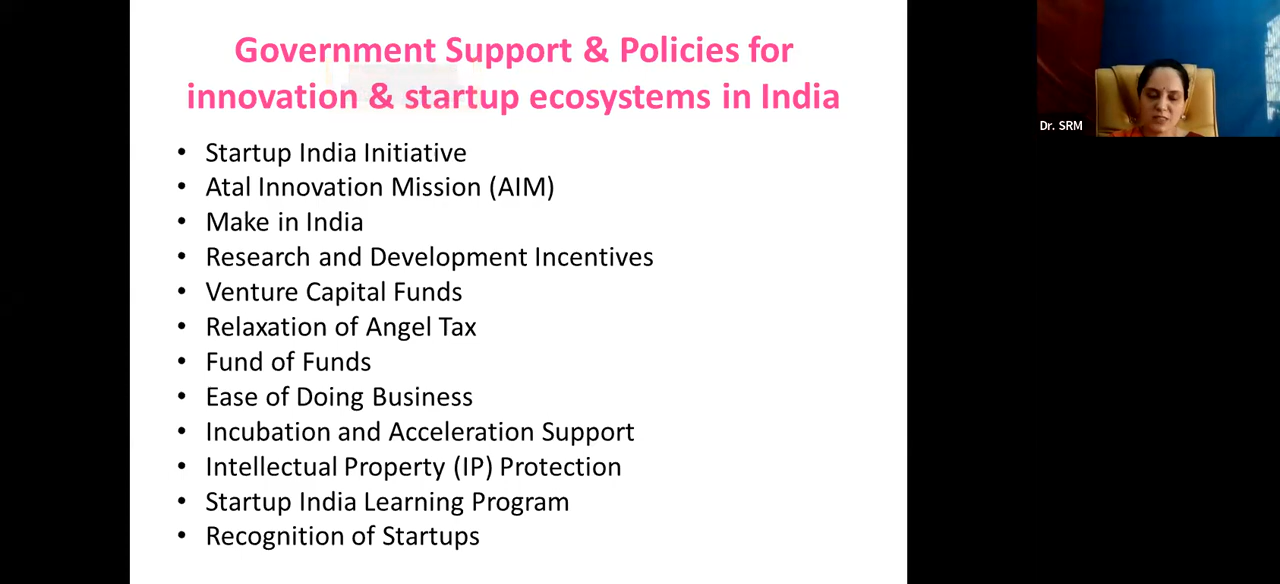 Government Support & Policies for
innovation & startup ecosystems in India
• Startup India Initiative
• Atal Innovation Mission (AIM)
• Make in India
• Research and Development Incentives
• Venture Capital Funds
• Relaxation of Angel Tax
• Fund of Funds
• Ease of Doing Business
• Incubation and Acceleration Support
• Intellectual Property (IP) Protection
• Startup India Learning Program
• Recognition of Startups
Dr. SRM